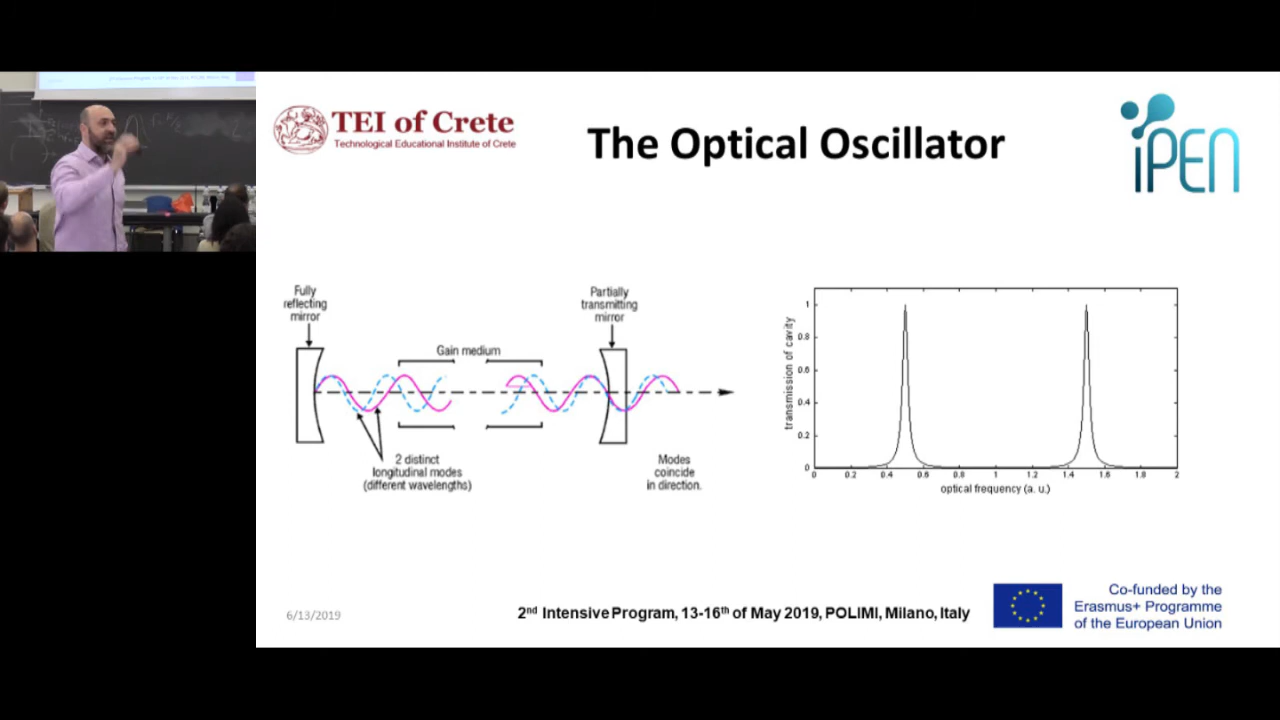 TEI of Crete
Technological Educational Institute of Crete
The Optical Oscillator
iPEN
Fully
reflecting
mirror
Partially
transmitting
mirror
Gain medium
2 distinct
longitudinal modes
(different wavelengths)
Modes
coincide
in direction.
transmission of cavity
1
0.8
0.6
0.4
0.2
0
0 0.2 0.4 0.6 0.8 1 1.2 1.4 1.6 1.8 2
optical frequency (a. u.)
6/13/2019
2nd Intensive Program, 13-16th of May 2019, POLIMI, Milano, Italy
Co-funded by the
Erasmus+ Programme
of the European Union